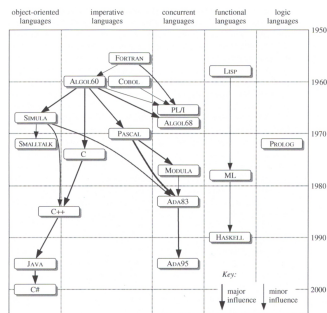 object-oriented languages
imperative languages
concurrent languages
functional languages
logic languages
1950
FORTRAN
LISP
ALGOL60
COBOL
1960
PL/I
ALGOL68
SIMULA
PASCAL
1970
SMALLTALK
C
PROLOG
MODULA
ML
1980
ADA83
C++
HASKELL
1990
JAVA
ADA95
Key:
major influence
minor influence
C#
2000